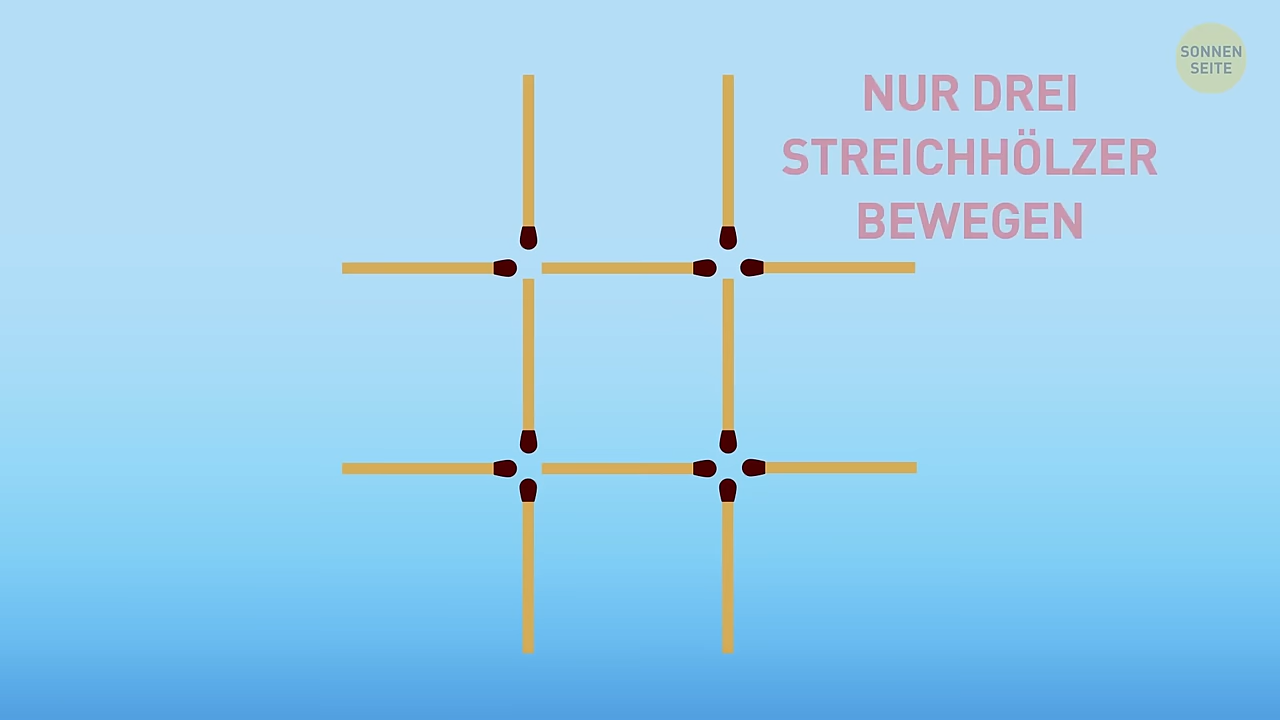 SONNEN
SEITE
NUR DREI
STREICHHÖLZER
BEWEGEN